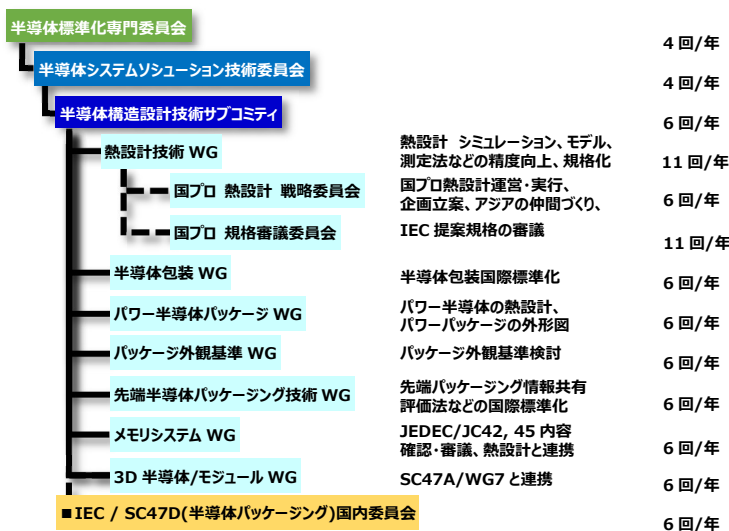 半導体標準化専門委員会
4 回/年
半導体システムソシューション技術委員会
4 回/年
半導体構造設計技術サブコミティ
6 回/年
熱設計技術 WG
熱設計 シミュレーション、モデル、
測定法などの精度向上、規格化
11 回/年
国プロ 熱設計 戦略委員会
国プロ熱設計運営・実行、
企画立案、アジアの仲間づくり、
6 回/年
国プロ 規格審議委員会
IEC 提案規格の審議
11 回/年
半導体包装 WG
半導体包装国際標準化
6 回/年
パワー半導体パッケージ WG
パワー半導体の熱設計、
パワーパッケージの外形図
6 回/年
パッケージ外観基準 WG
パッケージ外観基準検討
6 回/年
先端半導体パッケージング技術 WG
先端パッケージング情報共有
評価法などの国際標準化
6 回/年
メモリシステム WG
JEDEC/JC42, 45 内容
確認・審議、熱設計と連携
6 回/年
3D 半導体/モジュール WG
SC47A/WG7 と連携
6 回/年
■IEC / SC47D(半導体パッケージング)国内委員会
6 回/年